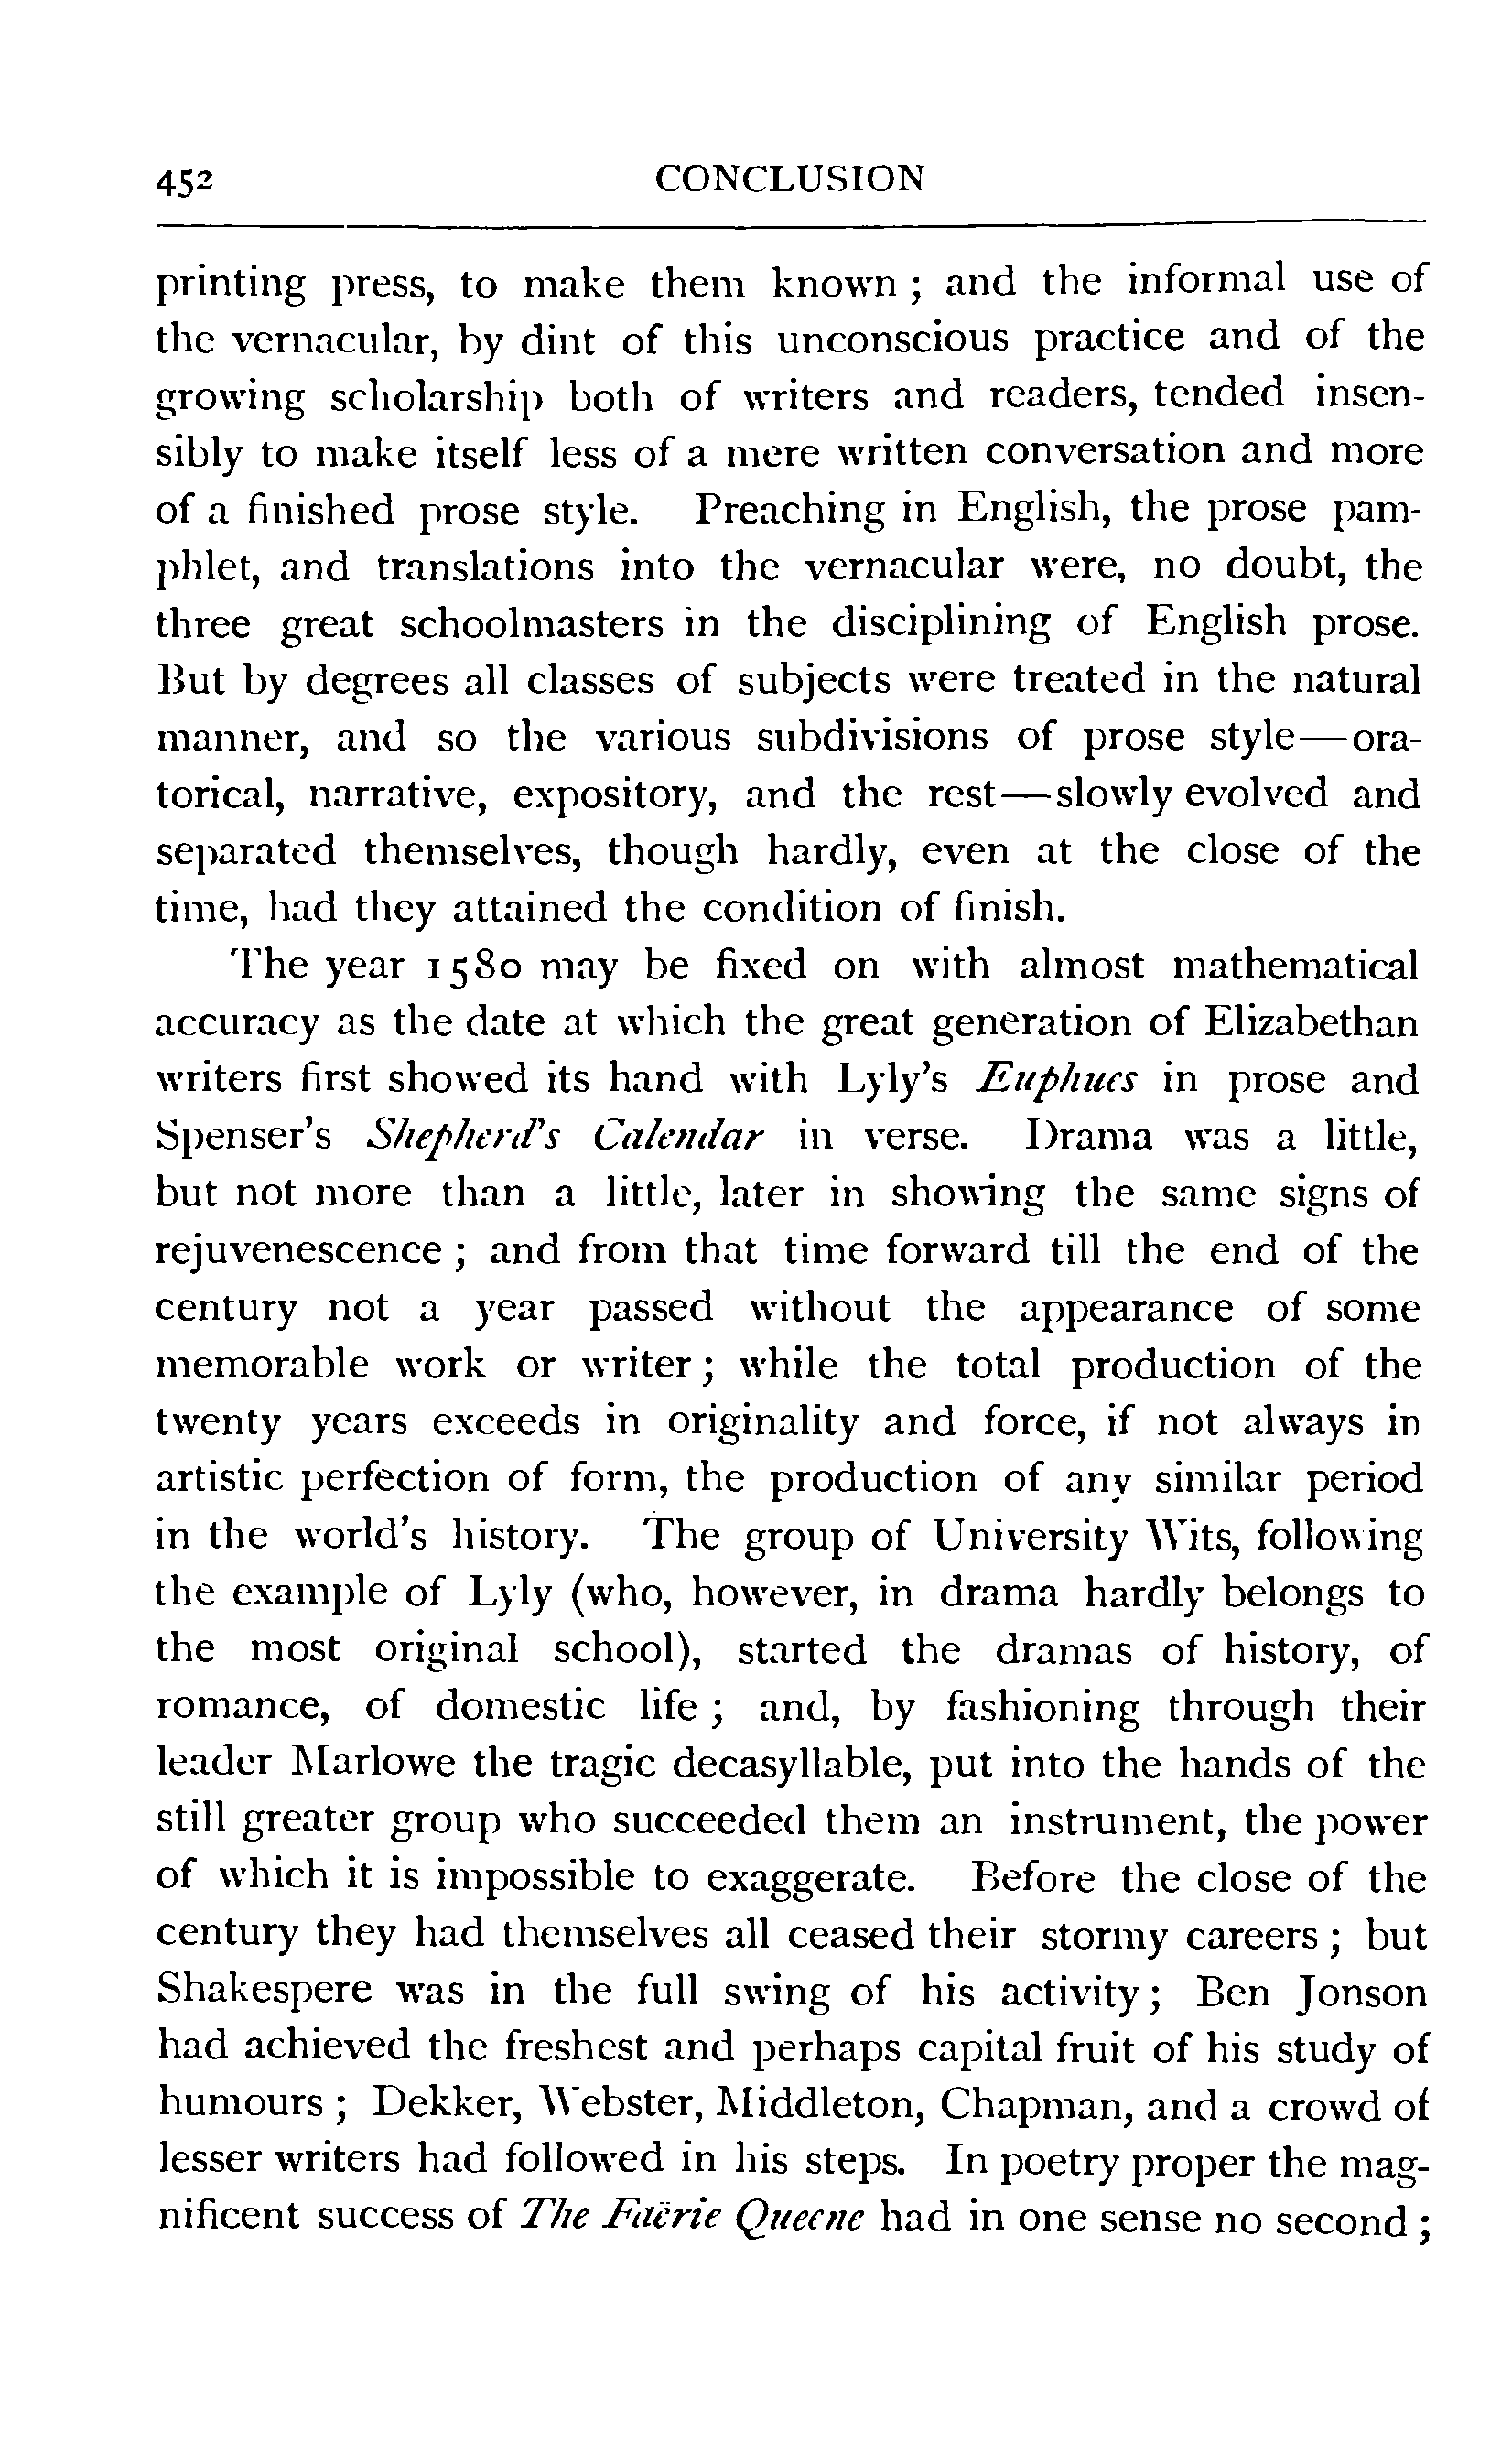 452 CONCLUSION
printing press, to make them known ; and the informal use of
the vernacular, by dint of this unconscious practice and of the
growing scholarship both of writers and readers, tended insen-
sibly to make itself less of a mere written conversation and more
of a finished prose style. Preaching in English, the prose pam-
phlet, and translations into the vernacular were, no doubt, the
three great schoolmasters in the disciplining of English prose.
But by degrees all classes of subjects were treated in the natural
manner, and so the various subdivisions of prose style—ora-
torical, narrative, expository, and the rest—slowly evolved and
separated themselves, though hardly, even at the close of the
time, had they attained the condition of finish.
The year 1580 may be fixed on with almost mathematical
accuracy as the date at which the great generation of Elizabethan
writers first showed its hand with Lyly's Euphues in prose and
Spenser's Shepherd's Calendar in verse. Drama was a little,
but not more than a little, later in showing the same signs of
rejuvenescence ; and from that time forward till the end of the
century not a year passed without the appearance of some
memorable work or writer ; while the total production of the
twenty years exceeds in originality and force, if not always in
artistic perfection of form, the production of any similar period
in the world's history. The group of University Wits, following
the example of Lyly (who, however, in drama hardly belongs to
the most original school), started the dramas of history, of
romance, of domestic life ; and, by fashioning through their
leader Marlowe the tragic decasyllable, put into the hands of the
still greater group who succeeded them an instrument, the power
of which it is impossible to exaggerate. Before the close of the
century they had themselves all ceased their stormy careers ; but
Shakespere was in the full swing of his activity ; Ben Jonson
had achieved the freshest and perhaps capital fruit of his study of
humours ; Dekker, Webster, Middleton, Chapman, and a crowd of
lesser writers had followed in his steps. In poetry proper the mag-
nificent success of The Faërie Queene had in one sense no second ;